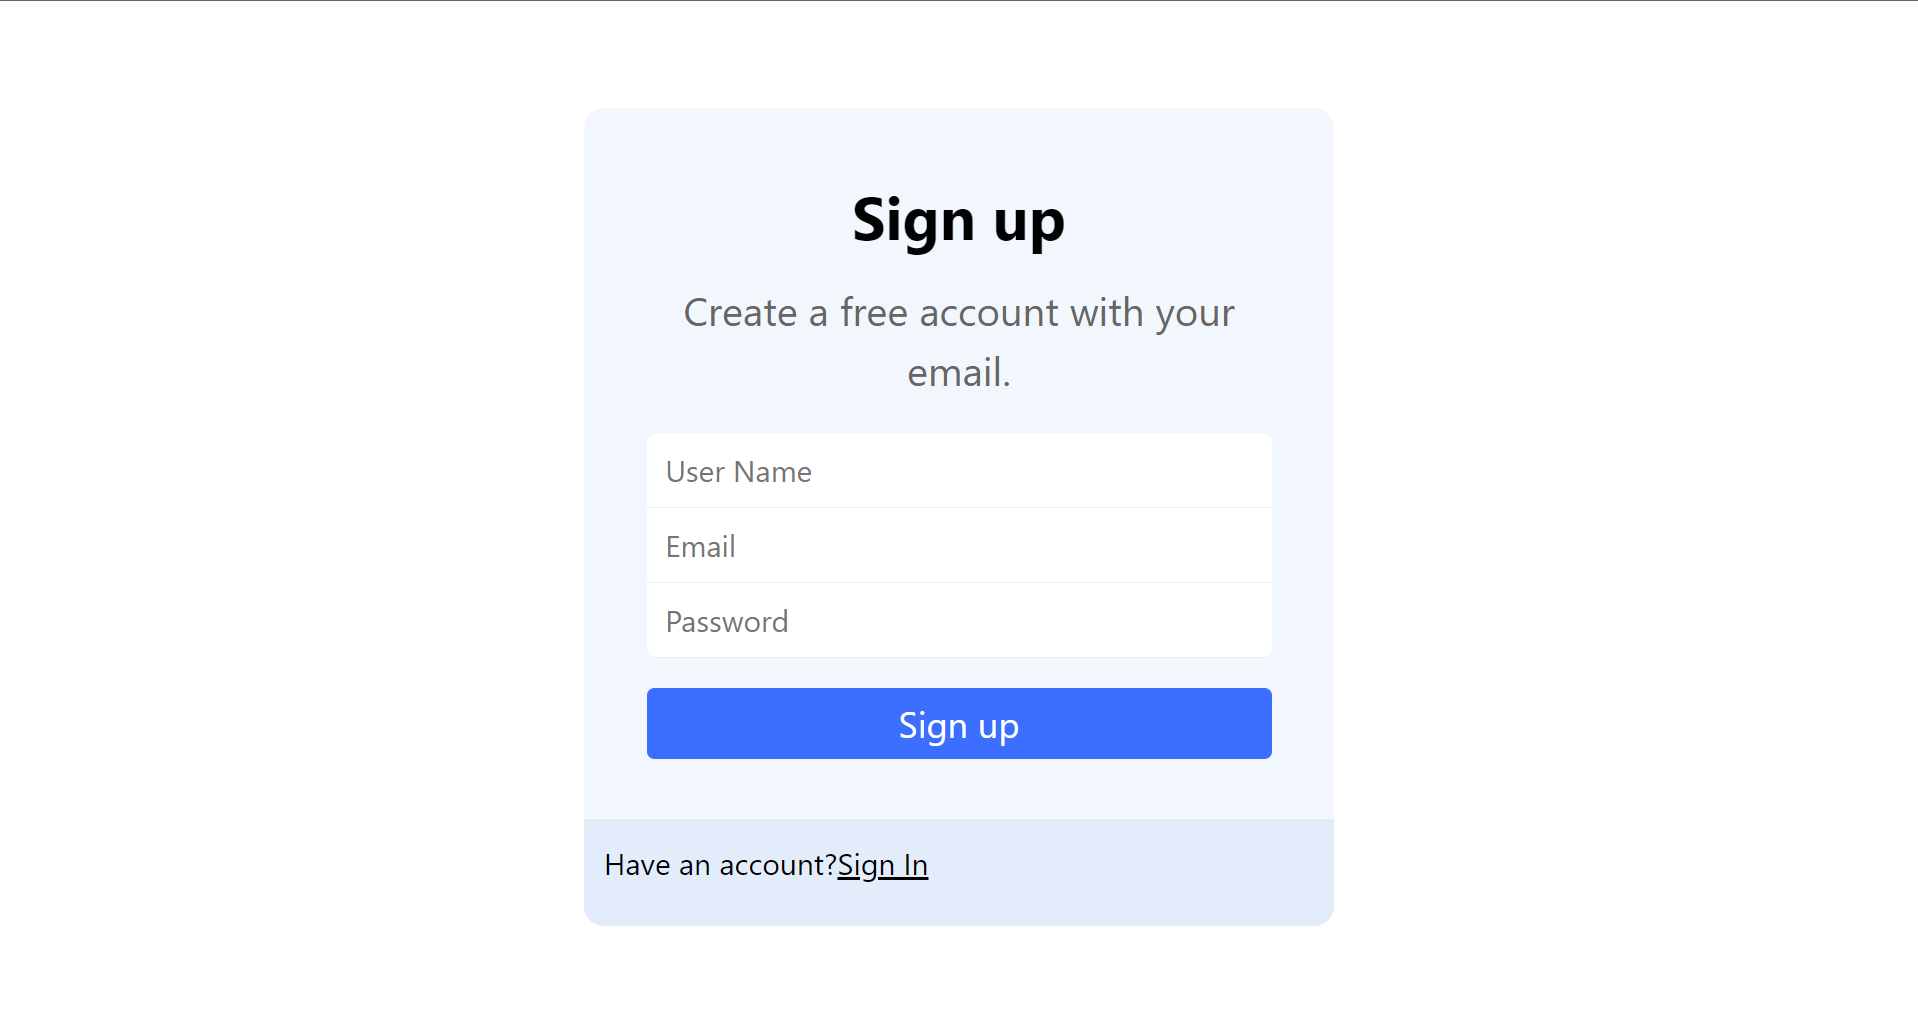 Sign up
Create a free account with your
email.
User Name
Email
Password
Sign up
Have an account?Sign In